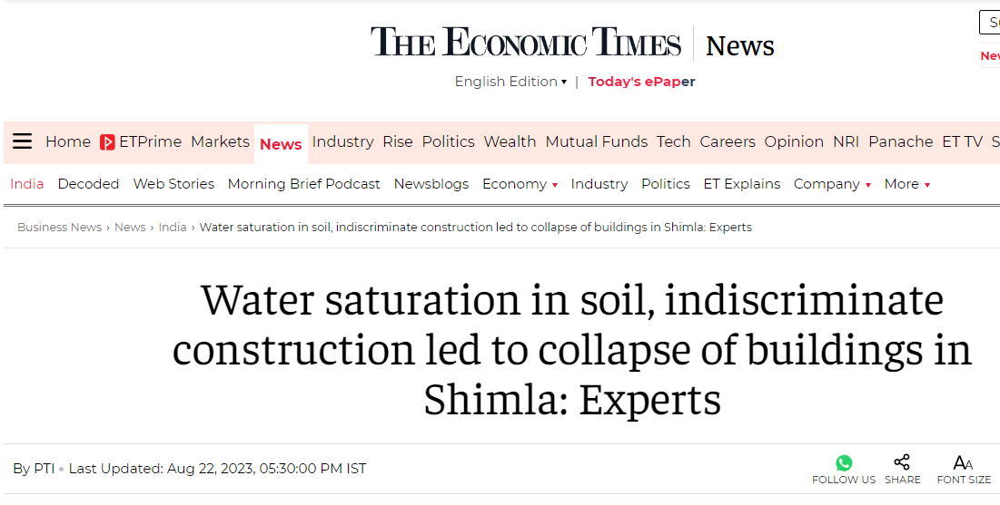 THE ECONOMIC TIMES | News
English Edition ▾ | Today's ePaper
Home ETPrime Markets News Industry Rise Politics Wealth Mutual Funds Tech Careers Opinion NRI Panache ET TV S
India Decoded Web Stories Morning Brief Podcast Newsblogs Economy ▾ Industry Politics ET Explains Company ▾ More ▾
Business News › News › India › Water saturation in soil, indiscriminate construction led to collapse of buildings in Shimla: Experts
Water saturation in soil, indiscriminate
construction led to collapse of buildings in
Shimla: Experts
By PTI • Last Updated: Aug 22, 2023, 05:30:00 PM IST
FOLLOW US SHARE FONT SIZE